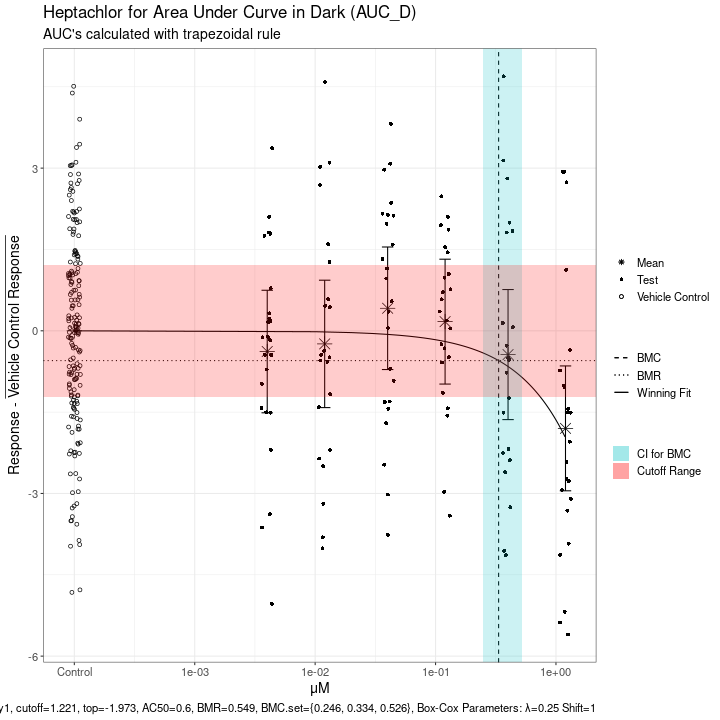 Heptachlor for Area Under Curve in Dark (AUC_D)
AUC's calculated with trapezoidal rule
Response - Vehicle Control Response
3
0
-3
-6
Control
1e-03
1e-02
1e-01
1e+00
μM
Mean
Test
Vehicle Control
BMC
BMR
Winning Fit
CI for BMC
Cutoff Range
cutoff=1.221, top=-1.973, AC50=0.6, BMR=0.549, BMC.set={0.246, 0.334, 0.526}, Box-Cox Parameters: λ=0.25 Shift=1